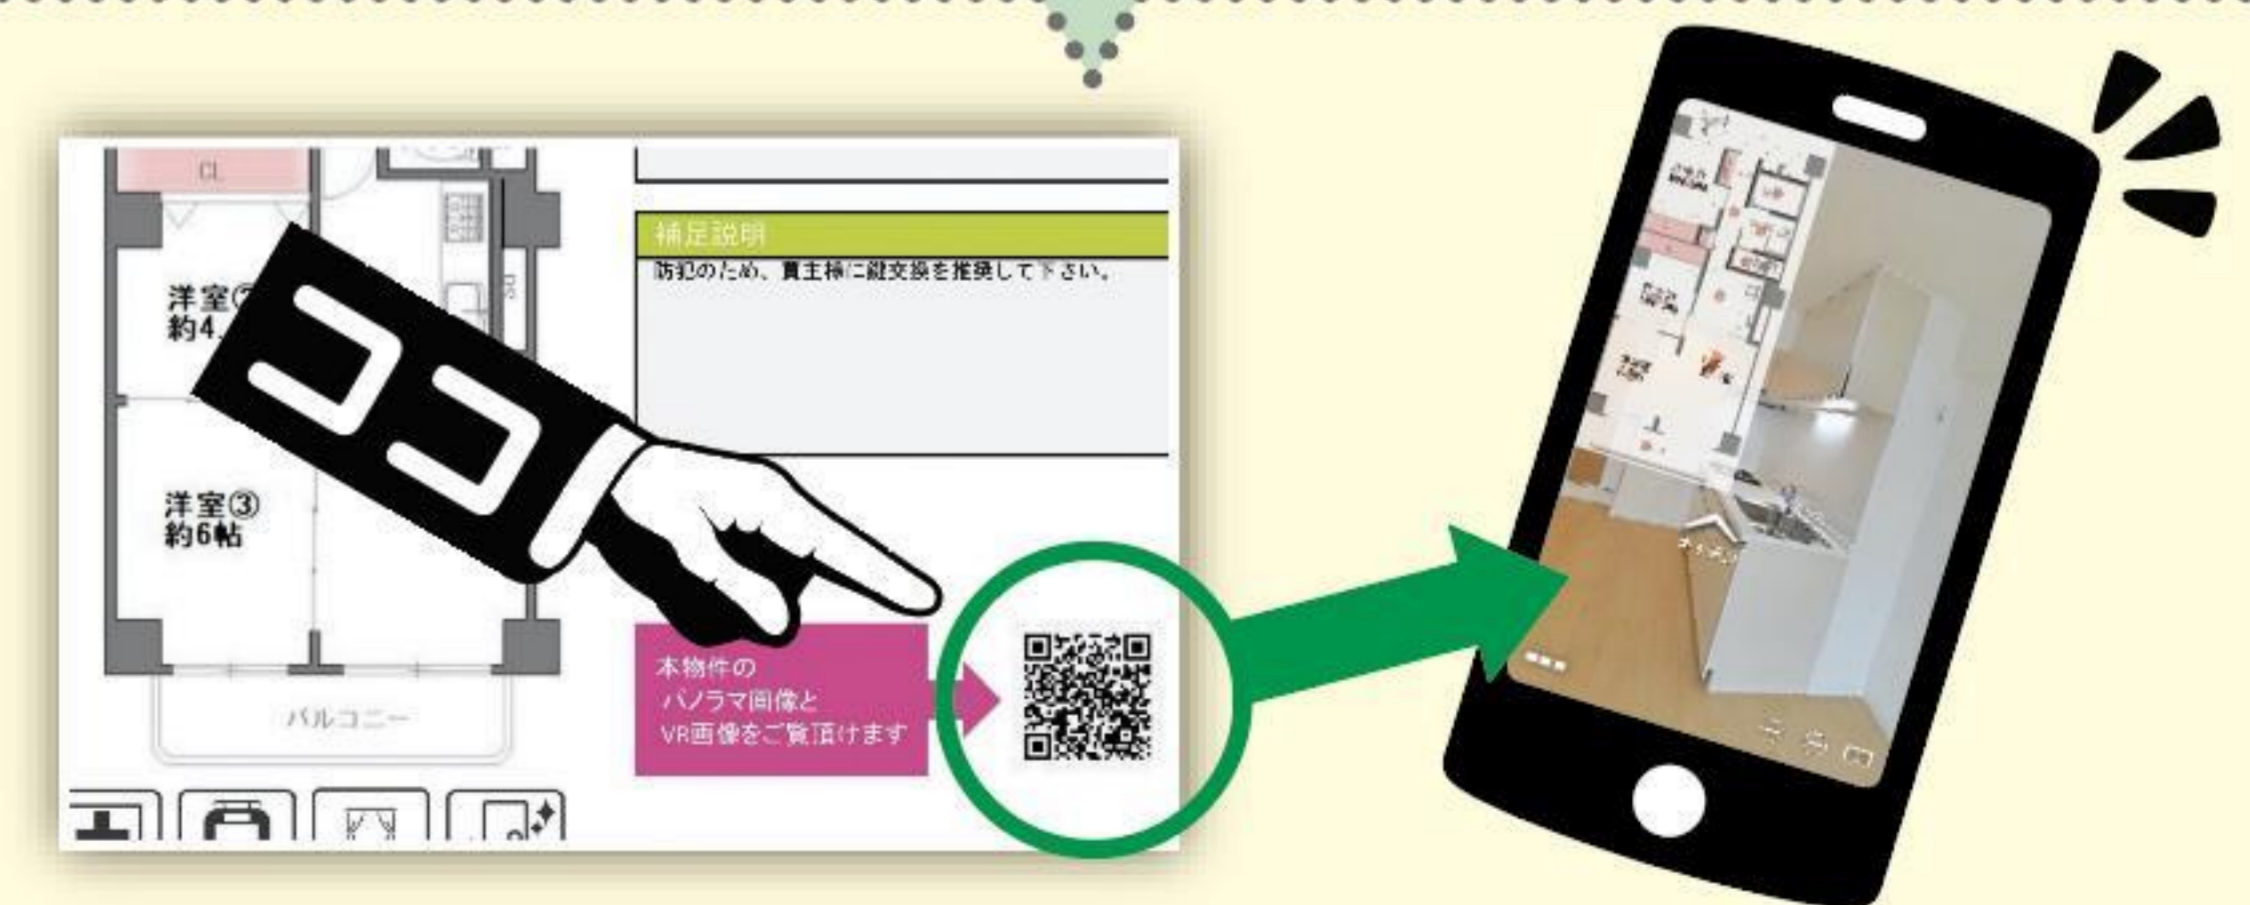 CL
補足説明
防犯のため、買主様に鍵交換を推奨して下さい。
洋室
約4.
ココ
洋室③
約6帖
本物件の
パノラマ画像と
VR画像をご覧頂けます
バルコニー